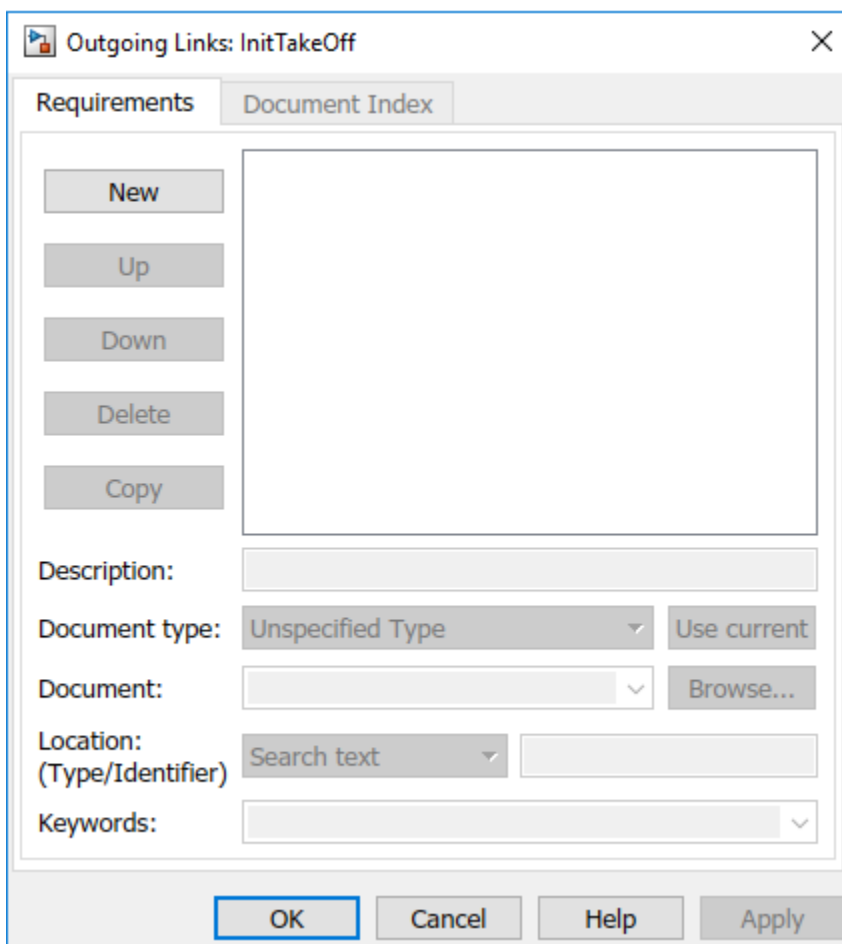 Outgoing Links: InitTakeOff
Requirements Document Index
New
Up
Down
Delete
Copy
Description:
Document type: Unspecified Type Use current
Document: Browse...
Location:
(Type/Identifier) Search text
Keywords:
OK Cancel Help Apply